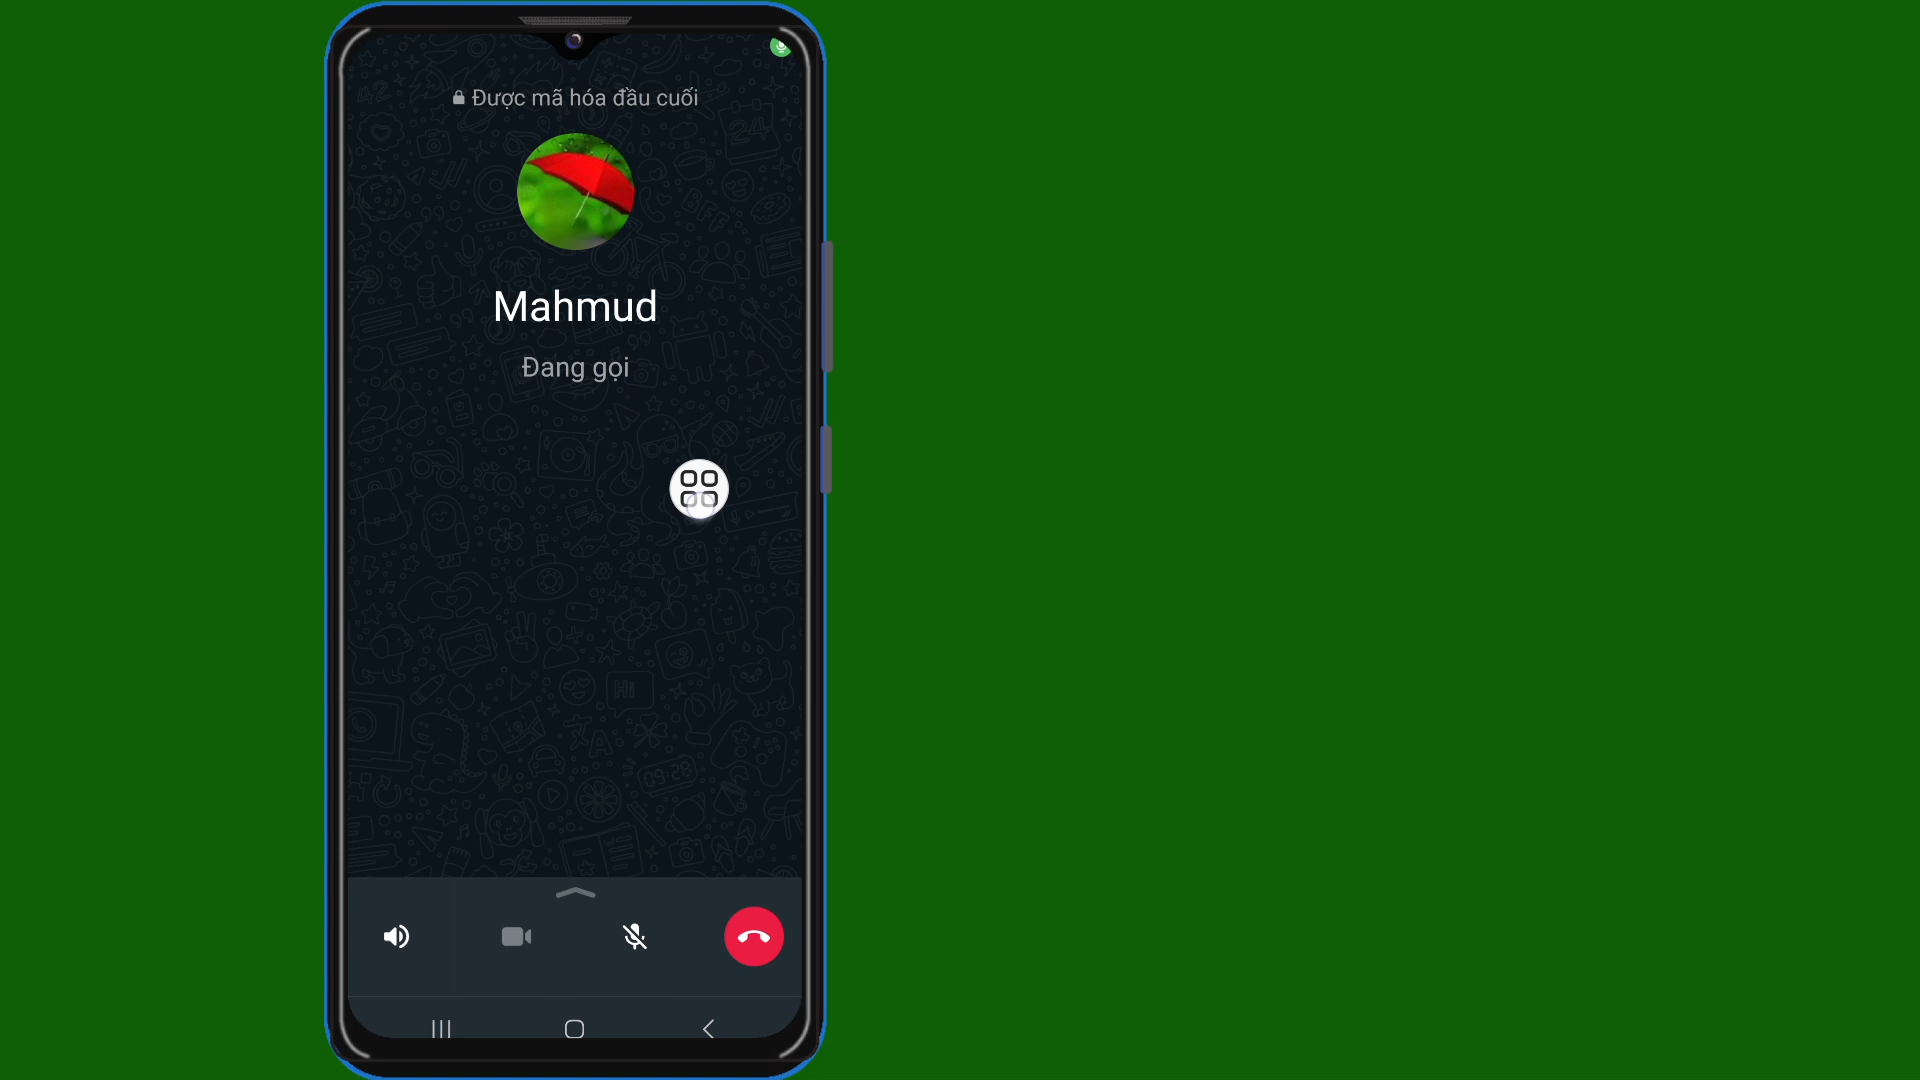 Được mã hóa đầu cuối
Mahmud
Đang gọi